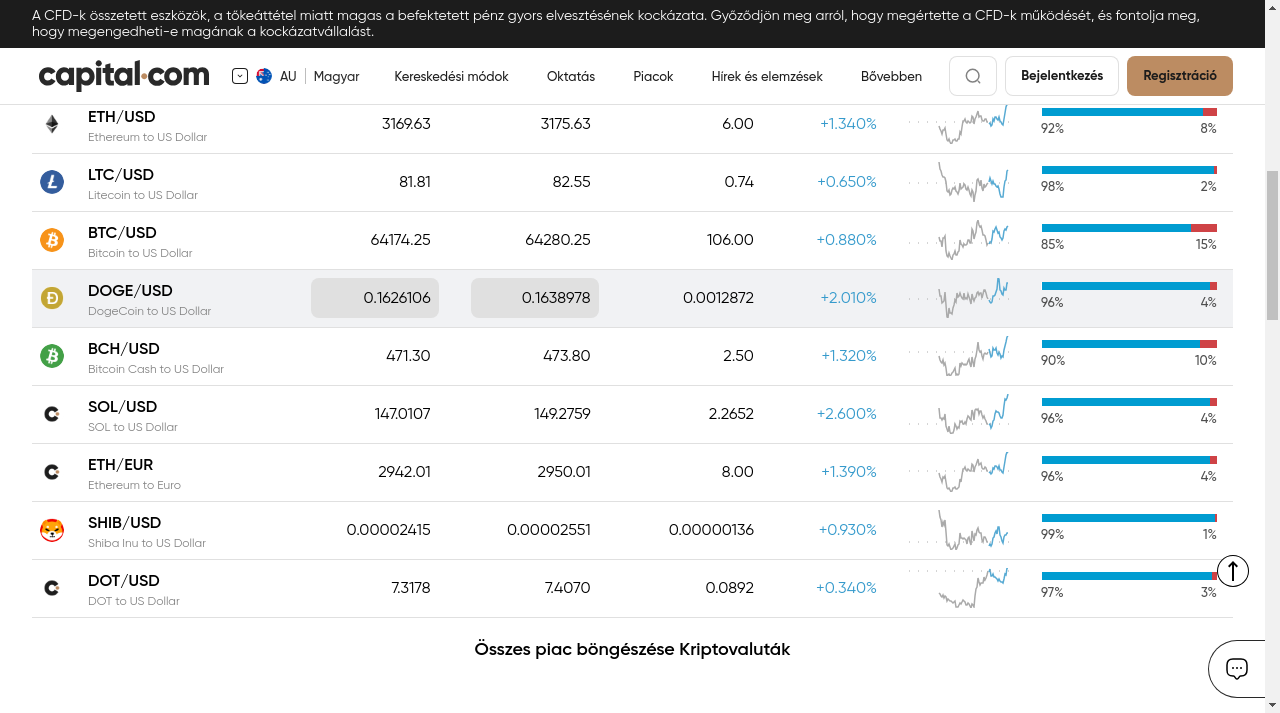 A CFD-k összetett eszközök, a tőkeáttétel miatt magas a befektetett pénz gyors elvesztésének kockázata. Győződjön meg arról, hogy megértette a CFD-k működését, és fontolja meg,
hogy megengedheti-e magának a kockázatvállalást.
capital.com AU Magyar Kereskedési módok Oktatás Piacok Hírek és elemzések Bővebben Bejelentkezés Regisztráció
ETH/USD 3169.63 3175.63 6.00 +1.340%
Ethereum to US Dollar 92% 8%
LTC/USD 81.81 82.55 0.74 +0.650%
Litecoin to US Dollar 98% 2%
BTC/USD 64174.25 64280.25 106.00 +0.880%
Bitcoin to US Dollar 85% 15%
DOGE/USD 0.1626106 0.1638978 0.0012872 +2.010%
DogeCoin to US Dollar 96% 4%
BCH/USD 471.30 473.80 2.50 +1.320%
Bitcoin Cash to US Dollar 90% 10%
SOL/USD 147.0107 149.2759 2.2652 +2.600%
SOL to US Dollar 96% 4%
ETH/EUR 2942.01 2950.01 8.00 +1.390%
Ethereum to Euro 96% 4%
SHIB/USD 0.00002415 0.00002551 0.00000136 +0.930%
Shiba Inu to US Dollar 99% 1%
DOT/USD 7.3178 7.4070 0.0892 +0.340%
DOT to US Dollar 97% 3%
Összes piac böngészése Kriptovaluták